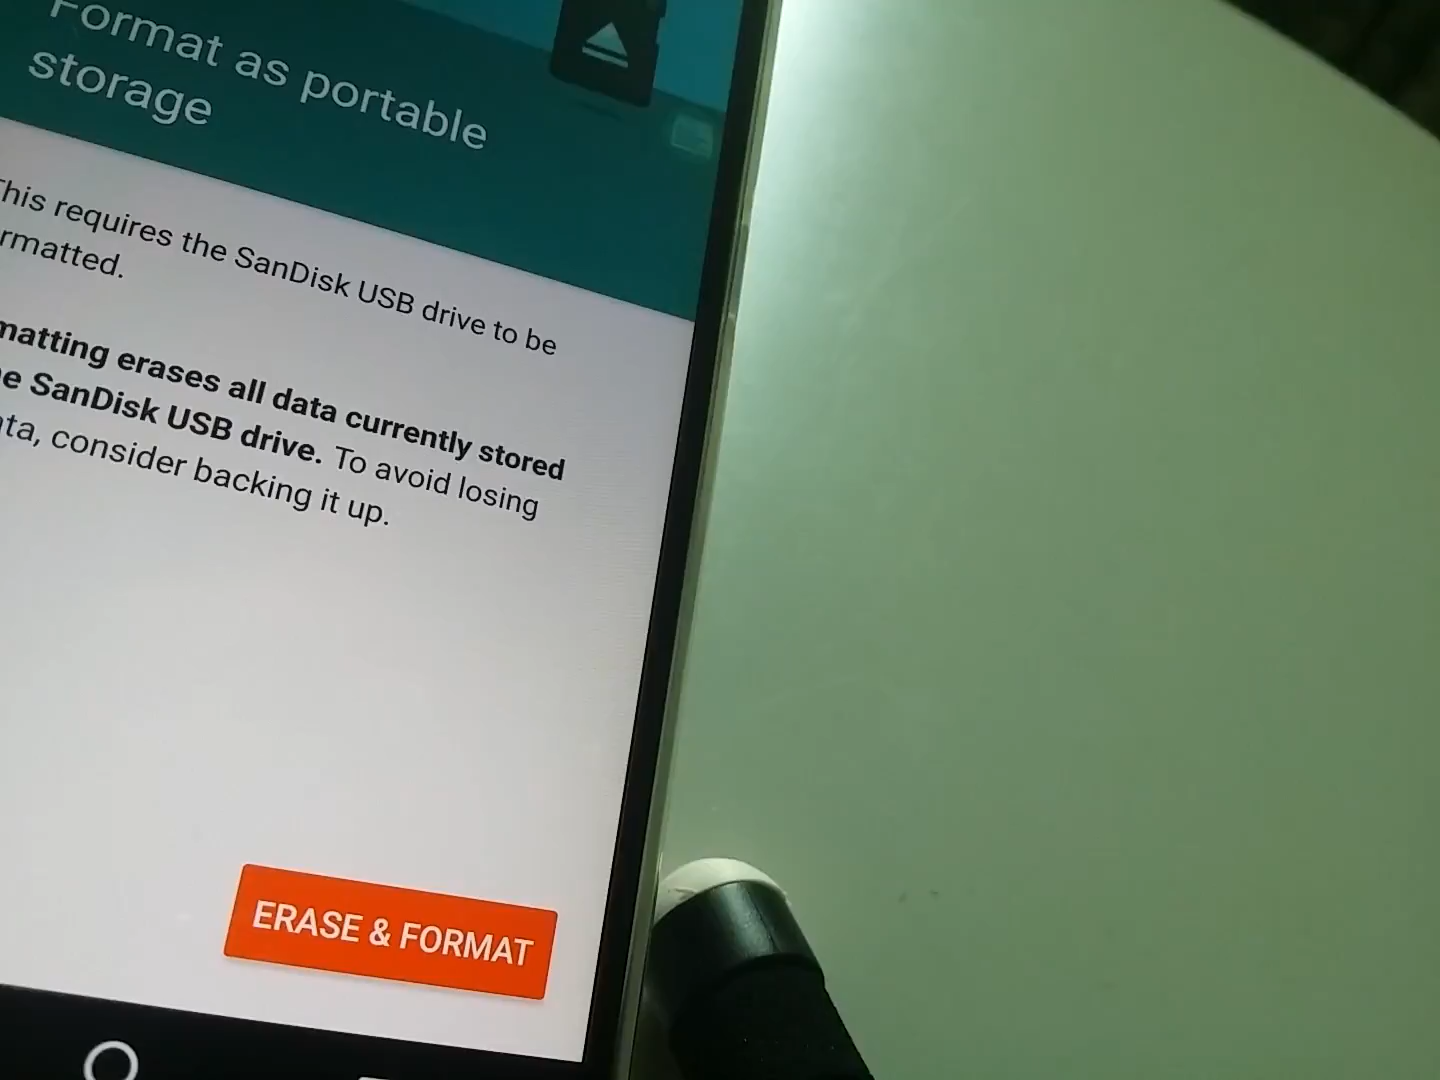 Format as portable
storage
This requires the SanDisk USB drive to be
rmatted.
matting erases all data currently stored
e SanDisk USB drive. To avoid losing
ta, consider backing it up.
ERASE & FORMAT